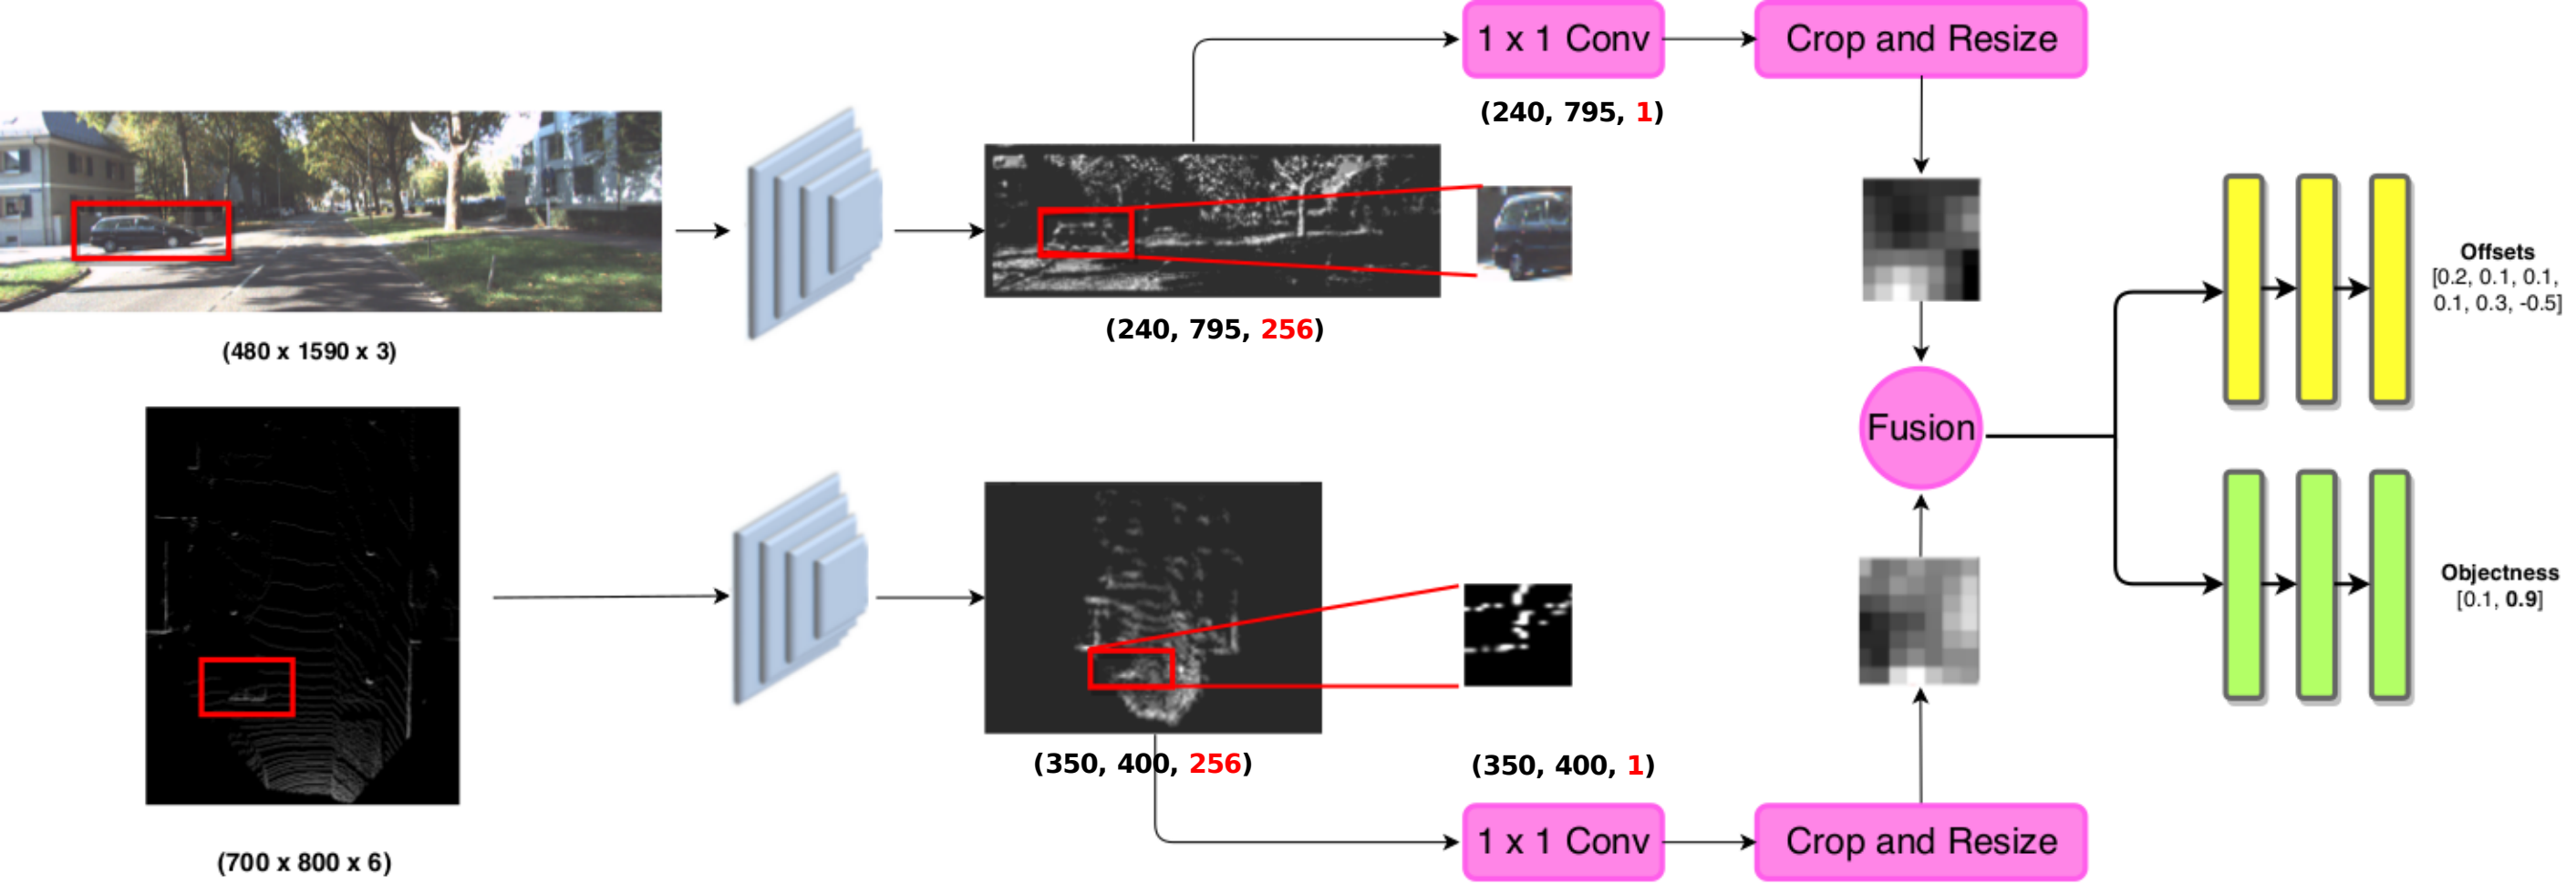 1 x 1 Conv
Crop and Resize
(240, 795, 1)
(480 x 1590 x 3)
(240, 795, 256)
Offsets
[0.2, 0.1, 0.1,
0.1, 0.3, -0.5]
Fusion
Objectness
[0.1, 0.9]
(350, 400, 256)
(350, 400, 1)
(700 x 800 x 6)
1 x 1 Conv
Crop and Resize